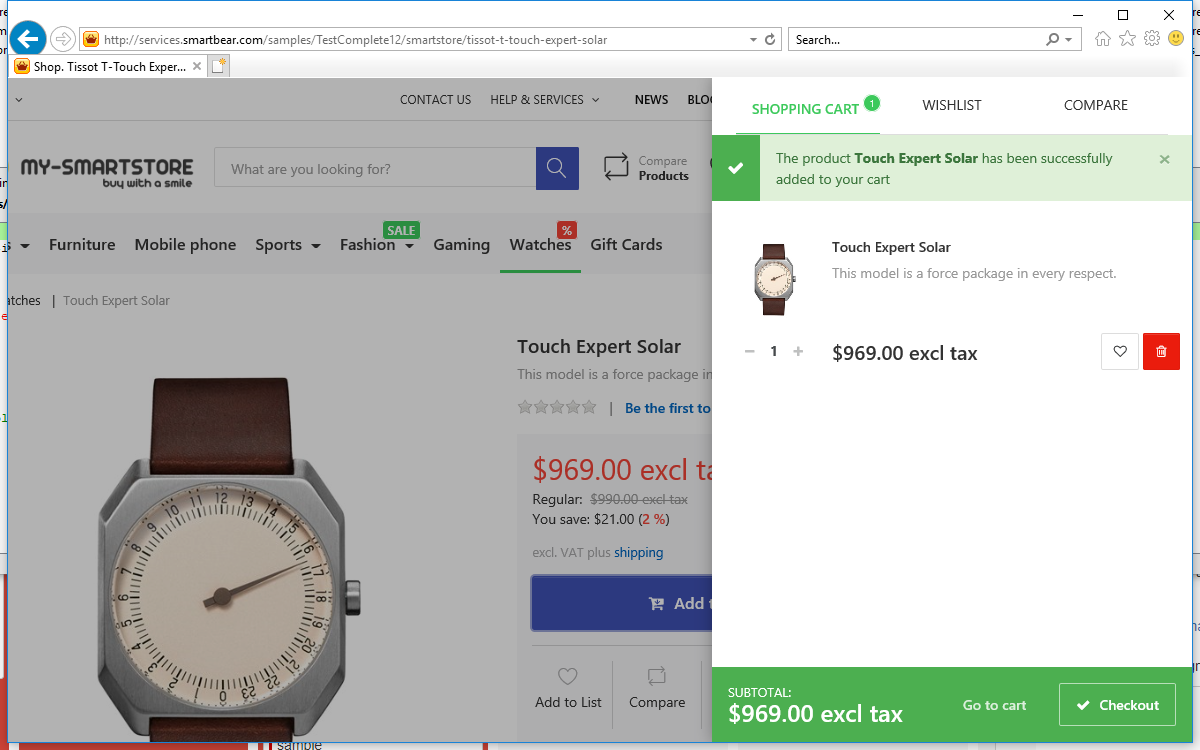 http://services.smartbear.com/samples/TestComplete12/smartstore/tissot-t-touch-expert-solar
Search...
Shop. Tissot T-Touch Exper...
CONTACT US
HELP & SERVICES
NEWS
SHOPPING CART 1
WISHLIST
COMPARE
MY-SMARTSTORE
buy with a smile
What are you looking for?
Compare
Products
The product Touch Expert Solar has been successfully
added to your cart
SALE
%
Furniture
Mobile phone
Sports
Fashion
Gaming
Watches
Gift Cards
Touch Expert Solar
This model is a force package in every respect.
atches | Touch Expert Solar
Touch Expert Solar
This model is a force package in
1
$969.00 excl tax
| Be the first to
$969.00 excl ta
Regular: $990.00 excl tax
You save: $21.00 (2 %)
excl. VAT plus shipping
Add t
Add to List
Compare
SUBTOTAL:
$969.00 excl tax
Go to cart
Checkout
sample